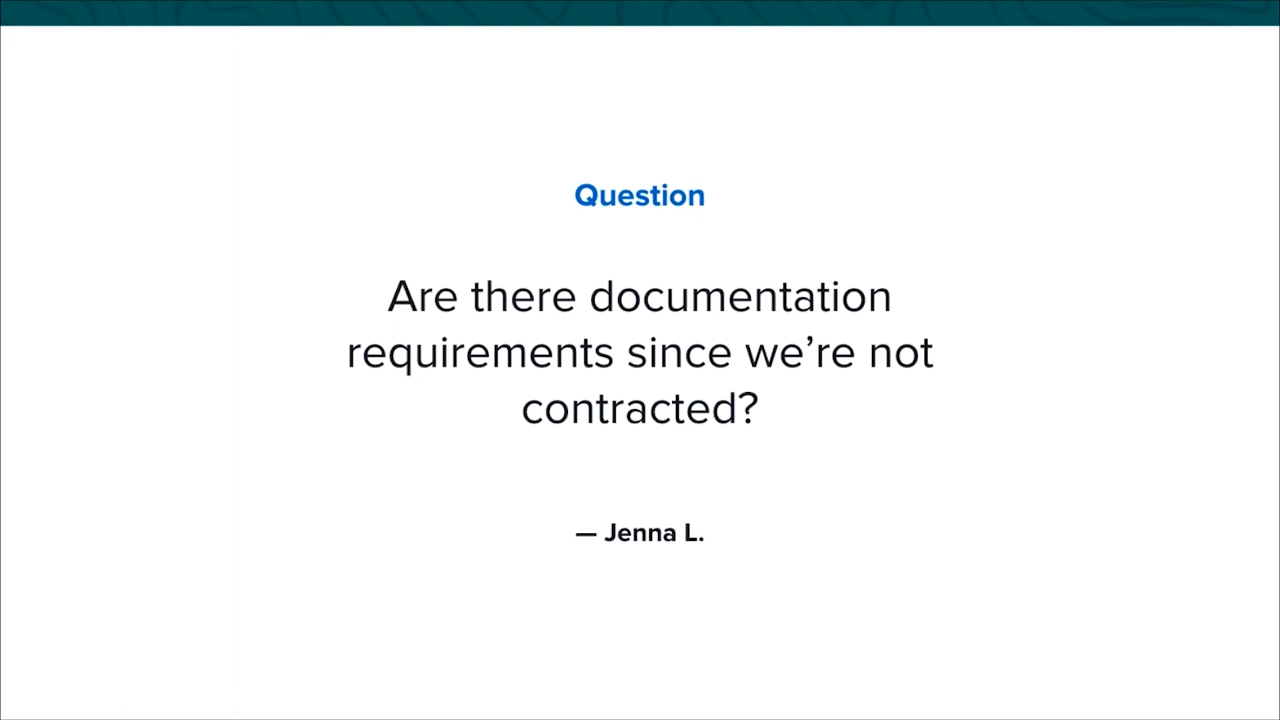 Question
Are there documentation
requirements since we’re not
contracted?
— Jenna L.